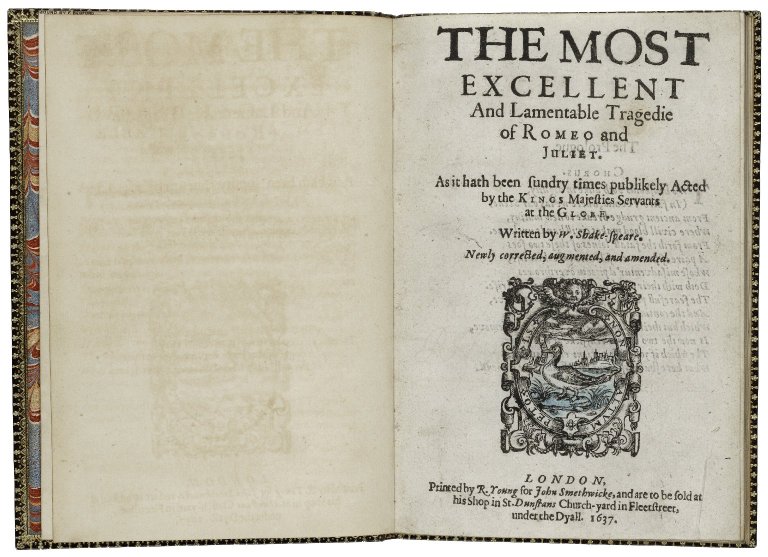 THE MOST
EXCELLENT
And Lamentable Tragedie
of ROMEO and
JULIET.
As it hath been ſundry times publikely Acted
by the KINGS Majeſties Servants
at the GLOBE.
Written by W. Shake-ſpeare.
Newly corrected, augmented, and amended.
LONDON,
Printed by R. Young for John Smethwicke, and are to be ſold at
his Shop in St. Dunſtans Church-yard in Fleetſtreet,
under the Dyall. 1637.